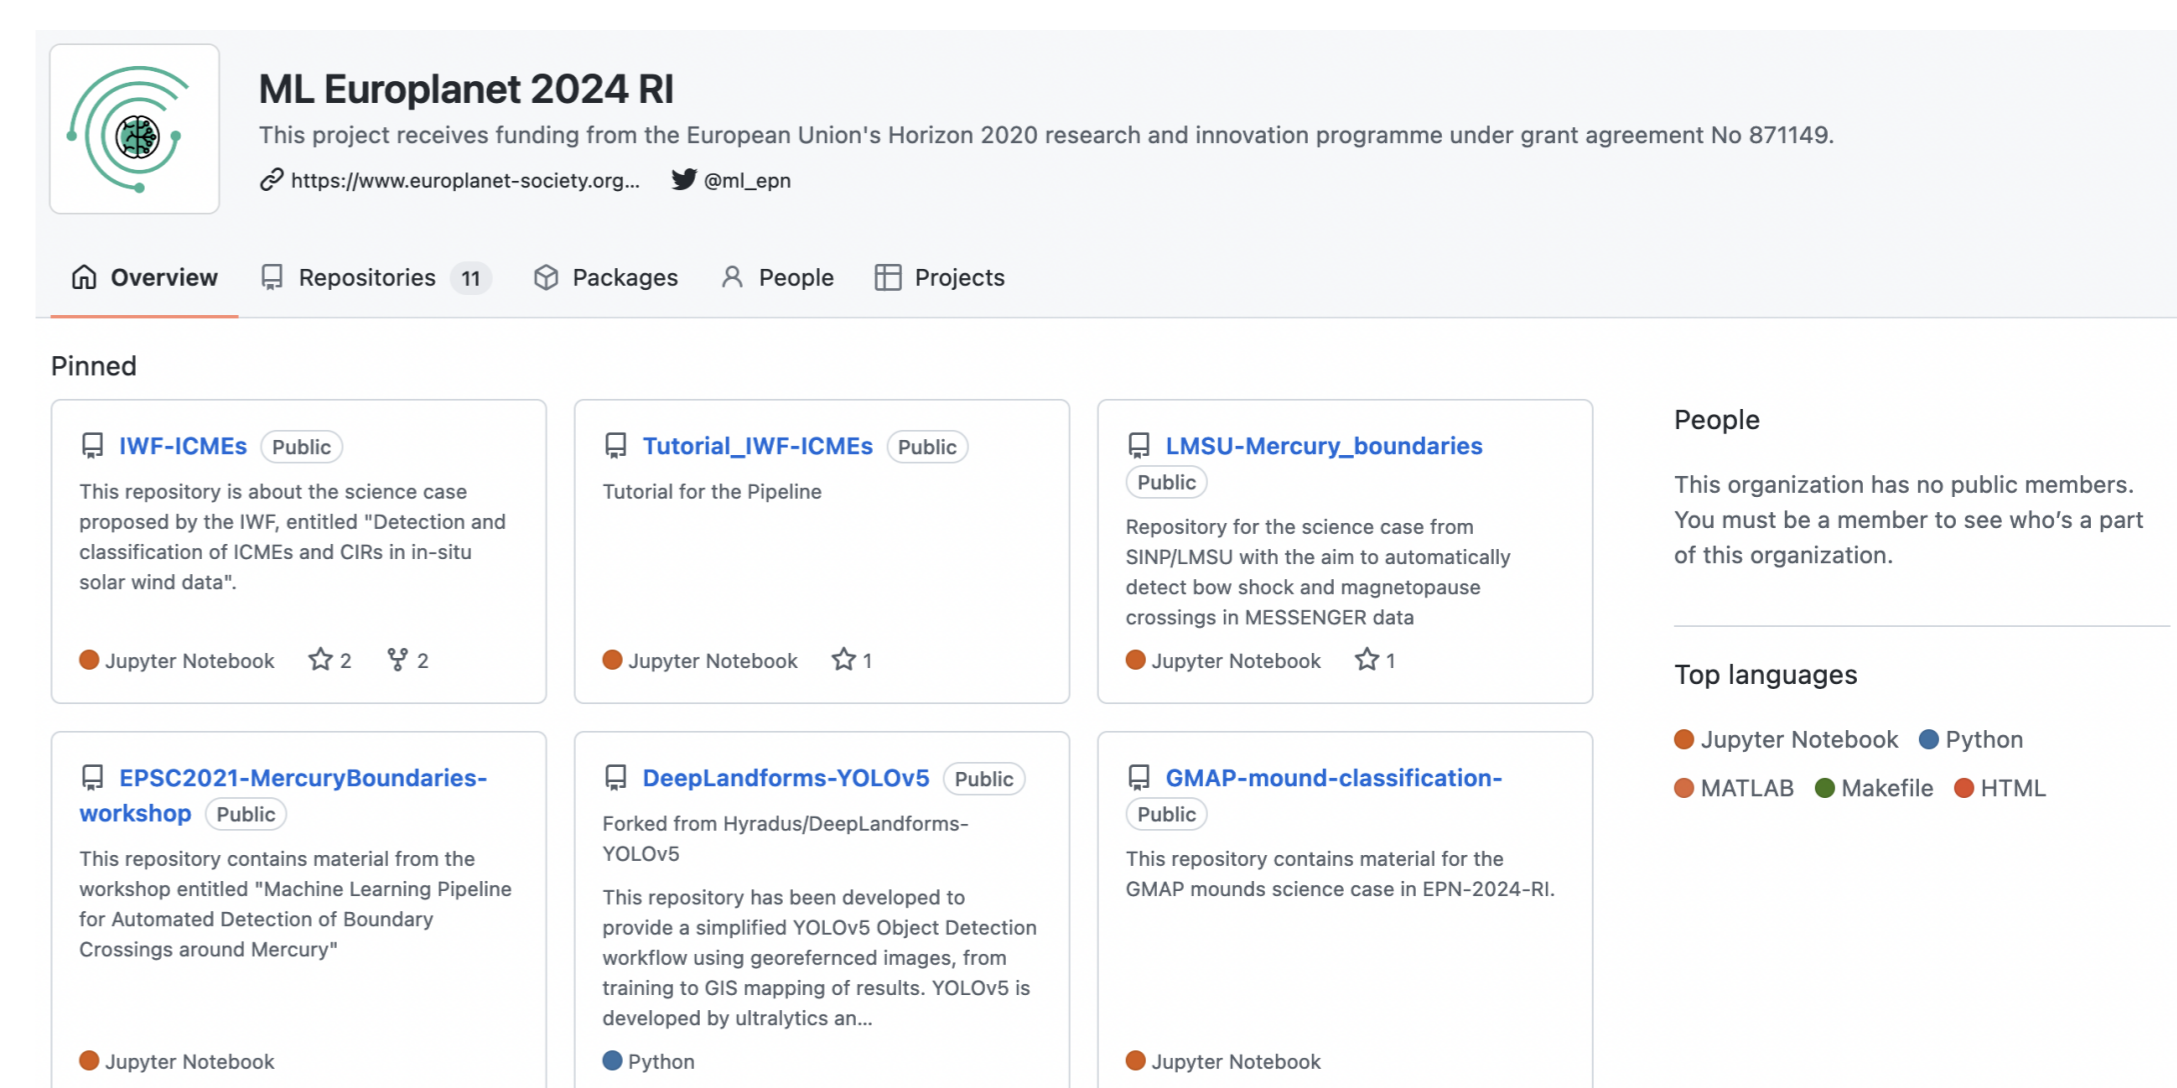 ML Europlanet 2024 RI
This project receives funding from the European Union's Horizon 2020 research and innovation programme under grant agreement No 871149.
https://www.europlanet-society.org... @ml_epn
Overview Repositories 11 Packages People Projects
Pinned
IWF-ICMEs Public
This repository is about the science case
proposed by the IWF, entitled "Detection and
classification of ICMEs and CIRs in in-situ
solar wind data".
Jupyter Notebook 2 2
Tutorial_IWF-ICMEs Public
Tutorial for the Pipeline
Jupyter Notebook 1
LMSU-Mercury_boundaries
Public
Repository for the science case from
SINP/LMSU with the aim to automatically
detect bow shock and magnetopause
crossings in MESSENGER data
Jupyter Notebook 1
EPSC2021-MercuryBoundaries-
workshop Public
This repository contains material from the
workshop entitled "Machine Learning Pipeline
for Automated Detection of Boundary
Crossings around Mercury"
Jupyter Notebook
DeepLandforms-YOLOv5 Public
Forked from Hyradus/DeepLandforms-
YOLOv5
This repository has been developed to
provide a simplified YOLOv5 Object Detection
workflow using georefernced images, from
training to GIS mapping of results. YOLOv5 is
developed by ultralytics an...
Python
GMAP-mound-classification-
Public
This repository contains material for the
GMAP mounds science case in EPN-2024-RI.
Jupyter Notebook
People
This organization has no public members.
You must be a member to see who's a part
of this organization.
Top languages
Jupyter Notebook Python
MATLAB Makefile HTML